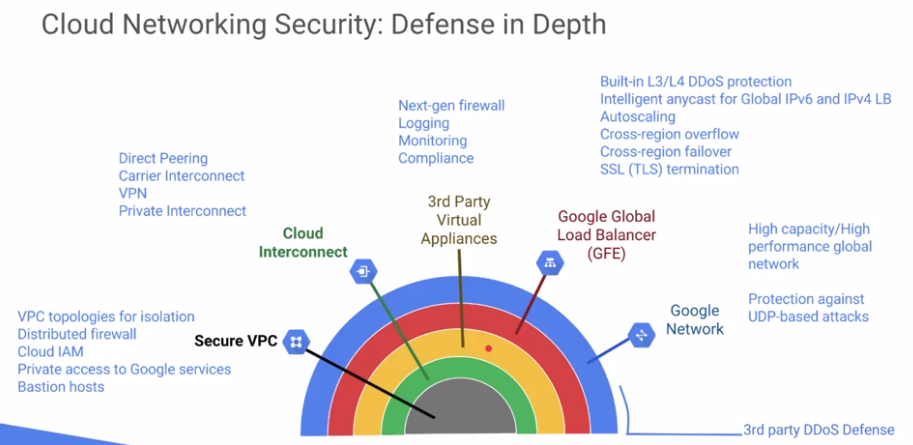 Cloud Networking Security: Defense in Depth
Built-in L3/L4 DDoS protection
Intelligent anycast for Global IPv6 and IPv4 LB
Autoscaling
Cross-region overflow
Cross-region failover
SSL (TLS) termination
Next-gen firewall
Logging
Monitoring
Compliance
Direct Peering
Carrier Interconnect
VPN
Private Interconnect
3rd Party
Virtual
Appliances
Google Global
Load Balancer
(GFE)
Cloud
Interconnect
High capacity/High
performance global
network
Protection against
UDP-based attacks
Google
Network
VPC topologies for isolation
Distributed firewall
Cloud IAM
Private access to Google services
Bastion hosts
Secure VPC
3rd party DDoS Defense